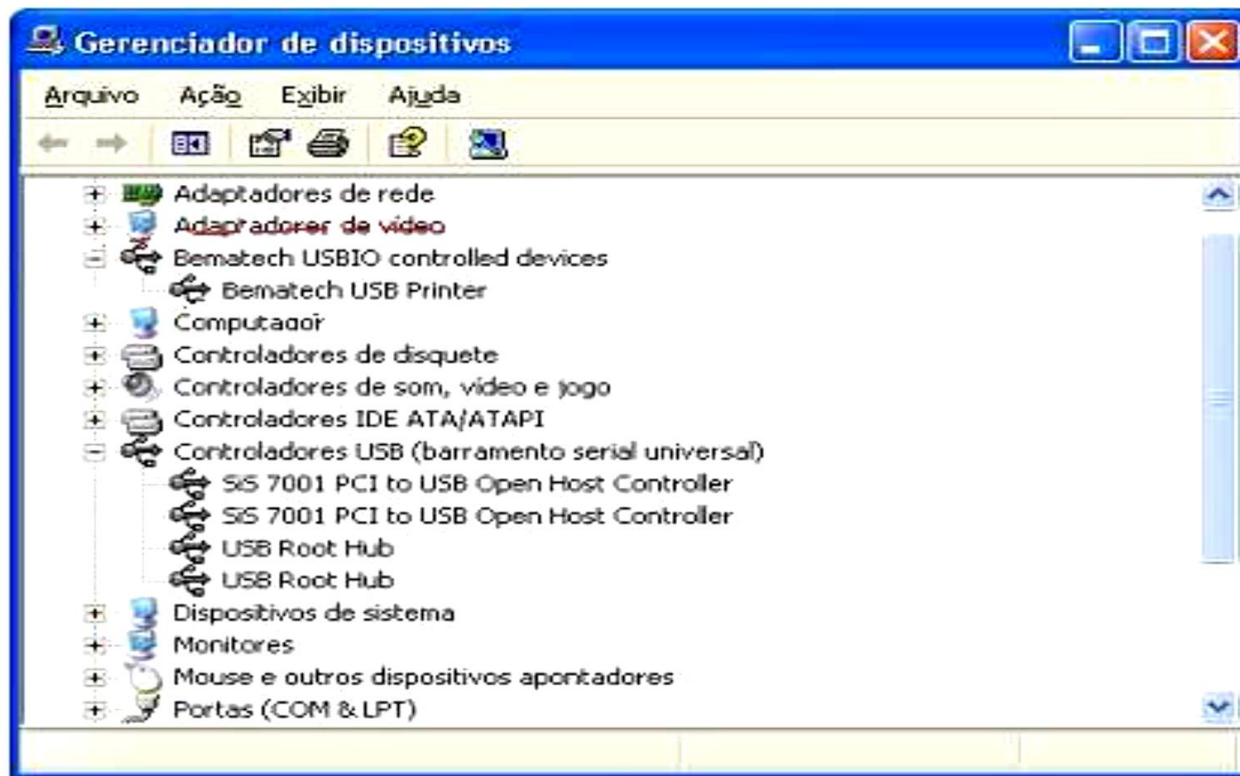 Gerenciador de dispositivos
Arquivo Ação Exibir Ajuda
Adaptadores de rede
Adaptadores de vídeo
Bematech USBIO controlled devices
Bematech USB Printer
Computador
Controladores de disquete
Controladores de som, vídeo e jogo
Controladores IDE ATA/ATAPI
Controladores USB (barramento serial universal)
SiS 7001 PCI to USB Open Host Controller
SiS 7001 PCI to USB Open Host Controller
USB Root Hub
USB Root Hub
Dispositivos de sistema
Monitores
Mouse e outros dispositivos apontadores
Portas (COM & LPT)